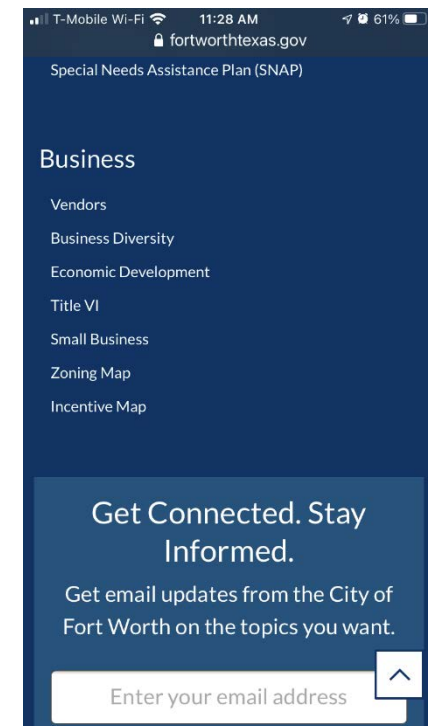 T-Mobile Wi-Fi 11:28 AM 61%
fortworthtexas.gov
Special Needs Assistance Plan (SNAP)
Business
Vendors
Business Diversity
Economic Development
Title VI
Small Business
Zoning Map
Incentive Map
Get Connected. Stay
Informed.
Get email updates from the City of
Fort Worth on the topics you want.
Enter your email address